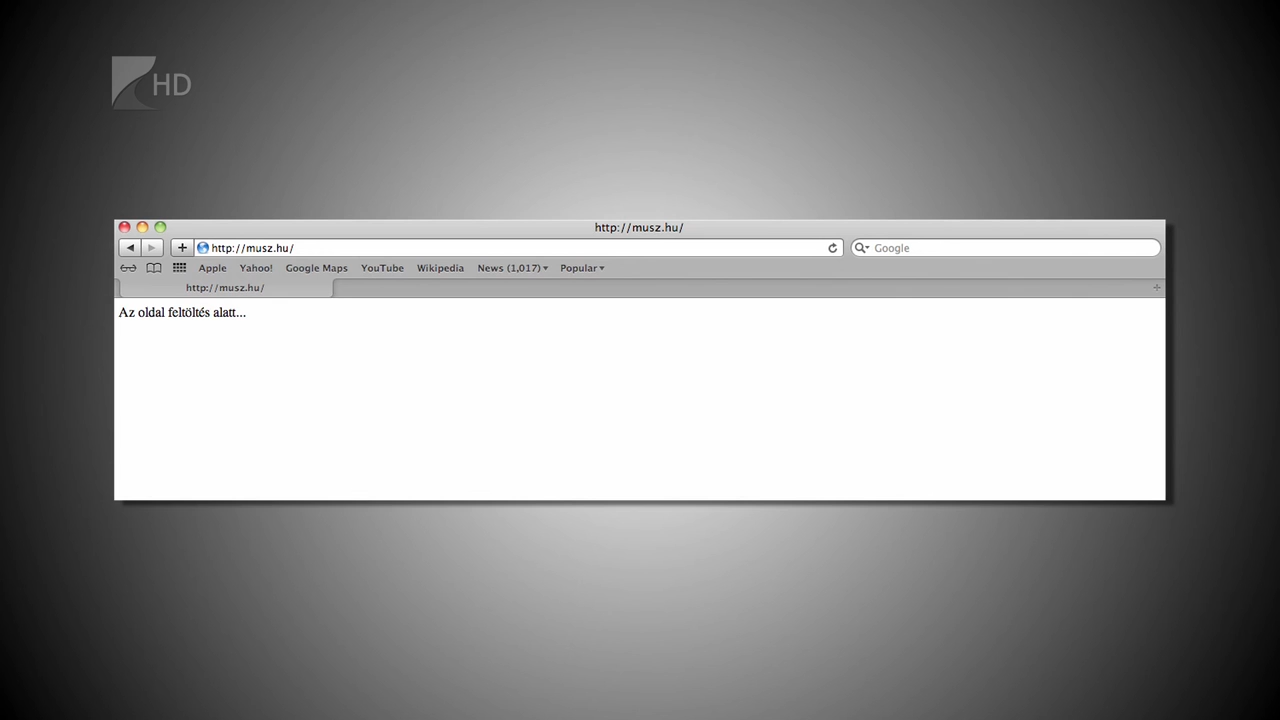 HD
http://musz.hu/
http://musz.hu/
Google
Apple Yahoo! Google Maps YouTube Wikipedia News (1,017) Popular
http://musz.hu/
Az oldal feltöltés alatt...